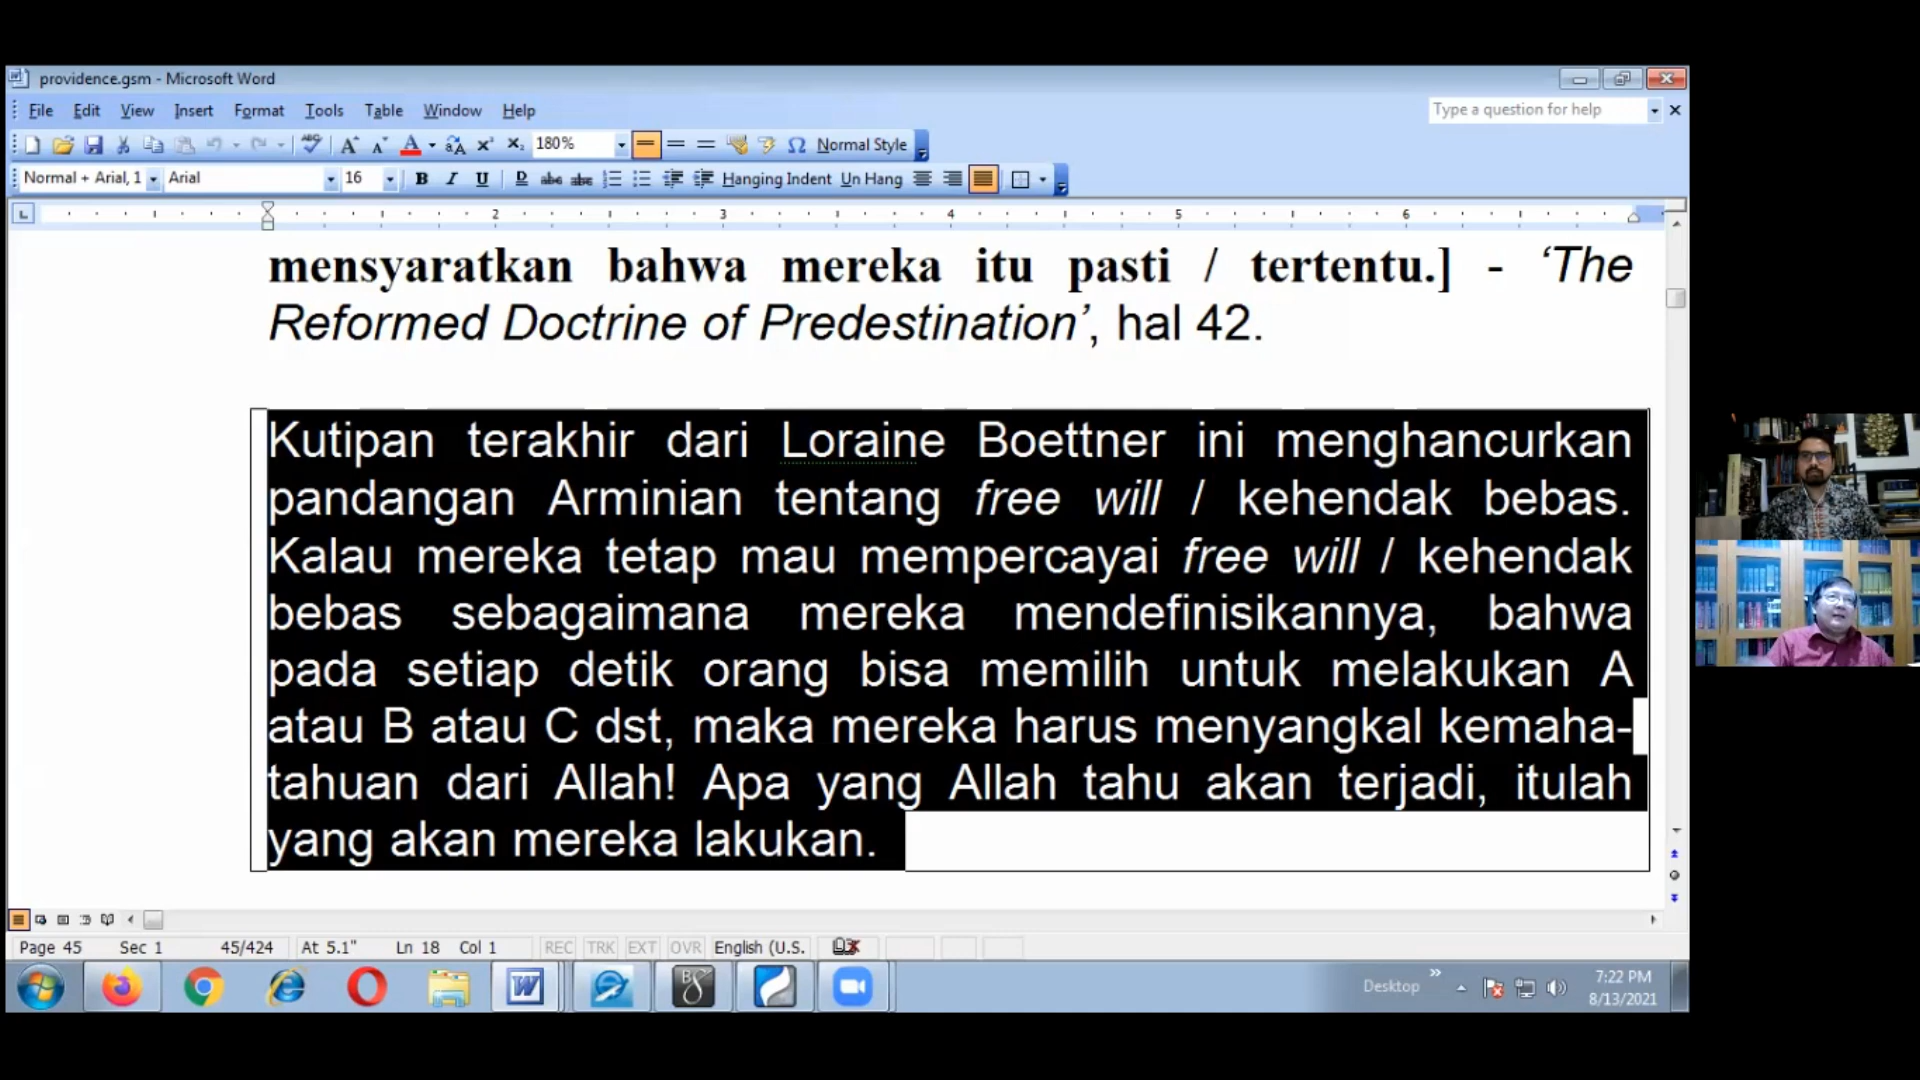 providence.gsm - Microsoft Word
File Edit View Insert Format Tools Table Window Help
Type a question for help
180% Normal Style
Normal + Arial, 1 Arial 16 B I U Hanging Indent Un Hang
2 3 4 5 6
mensyaratkan bahwa mereka itu pasti / tertentu.] - ‘The
Reformed Doctrine of Predestination’, hal 42.
Kutipan terakhir dari Loraine Boettner ini menghancurkan
pandangan Arminian tentang free will / kehendak bebas.
Kalau mereka tetap mau mempercayai free will / kehendak
bebas sebagaimana mereka mendefinisikannya, bahwa
pada setiap detik orang bisa memilih untuk melakukan A
atau B atau C dst, maka mereka harus menyangkal kemaha-
tahuan dari Allah! Apa yang Allah tahu akan terjadi, itulah
yang akan mereka lakukan.
Page 45 Sec 1 45/424 At 5.1" Ln 18 Col 1 REC TRK EXT OVR English (U.S.
Desktop
7:22 PM
8/13/2021